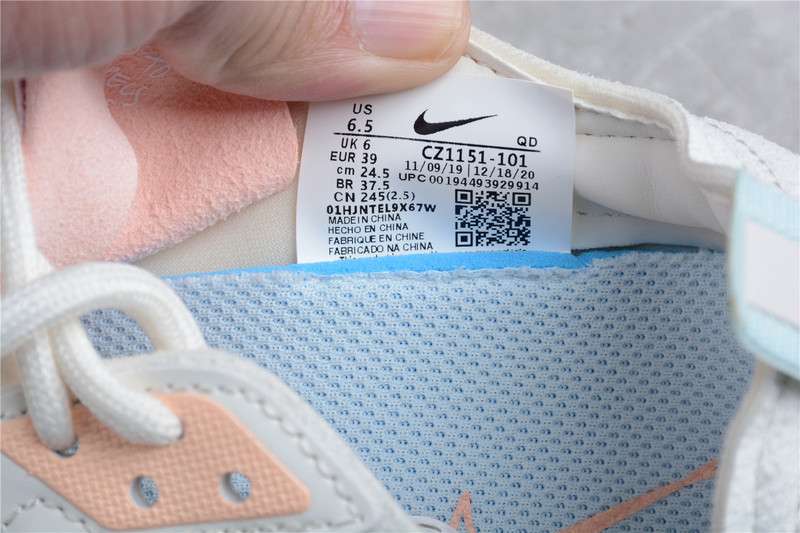 US
6.5
QD
UK 6
CZ1151-101
EUR 39
11/09/19 | 12/18/20
cm 24.5
UPC 00194493929914
BR 37.5
CN 245(2.5)
01HJNTEL9X67W
MADE IN CHINA
HECHO EN CHINA
FABRIQUE EN CHINE
FABRICADO NA CHINA